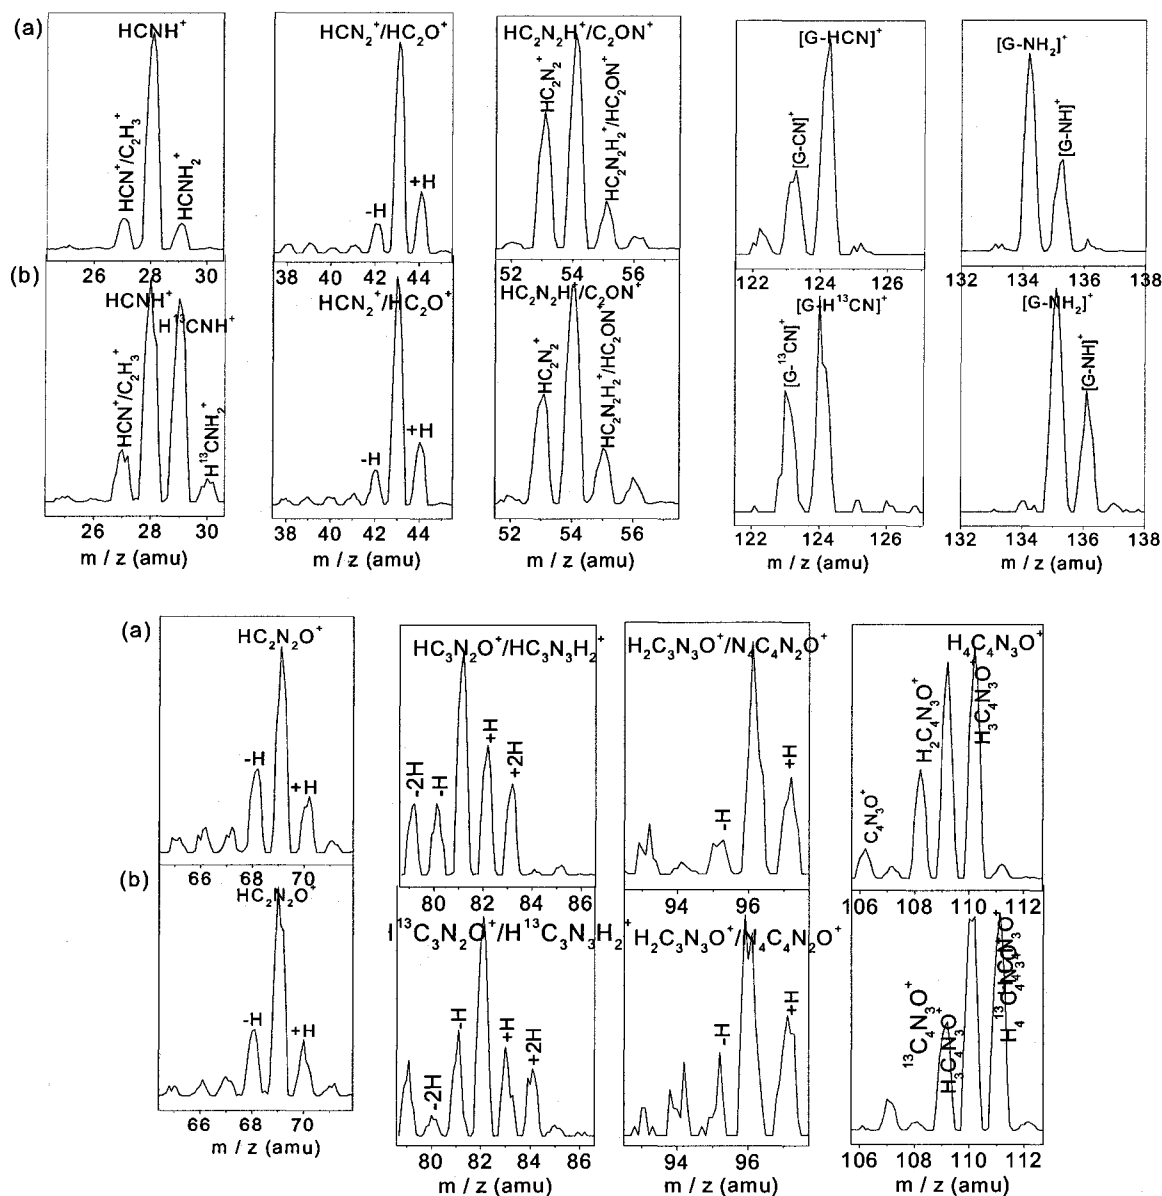 (a)
HCNH⁺
HCN⁺/C₂H₃⁺
HCNH₂⁺
26 28 30
HCN₂⁺/HC₂O⁺
-H
+H
38 40 42 44
HC₂N₂H⁺/C₂ON⁺
HC₂N₂⁺
HC₂N₂H₂⁺/HC₂ON⁺
52 54 56
[G-HCN]⁺
[G-CN]⁺
122 124 126
[G-NH₂]⁺
[G-NH]⁺
132 134 136 138
(b)
HCNH⁺
H¹³CNH⁺
HCN⁺/C₂H₃⁺
H¹³CNH₂⁺
26 28 30
m / z (amu)
HCN₂⁺/HC₂O⁺
-H
+H
38 40 42 44
m / z (amu)
HC₂N₂H⁺/C₂ON⁺
HC₂N₂⁺
HC₂N₂H₂⁺/HC₂ON⁺
52 54 56
m / z (amu)
[G-H¹³CN]⁺
[G-¹³CN]⁺
122 124 126
m / z (amu)
[G-NH₂]⁺
[G-NH]⁺
132 134 136 138
m / z (amu)
(a)
HC₂N₂O⁺
-H
+H
66 68 70
HC₃N₂O⁺/HC₃N₃H₂⁺
-2H
-H
+H
+2H
80 82 84 86
H₂C₃N₃O⁺/N₄C₄N₂O⁺
-H
+H
94 96
H₄C₄N₃O⁺
C₄N₃O⁺
H₂C₄N₃O⁺
H₃C₄N₃O⁺
106 108 110 112
(b)
HC₂N₂O⁺
-H
+H
66 68 70
m / z (amu)
H¹³C₃N₂O⁺/H¹³C₃N₃H₂⁺
-2H
-H
+H
+2H
80 82 84 86
m / z (amu)
H₂C₃N₃O⁺/N₄C₄N₂O⁺
-H
+H
94 96
m / z (amu)
¹³C₄N₃O⁺
H₃C₄N₃O⁺
106 108 110 112
m / z (amu)